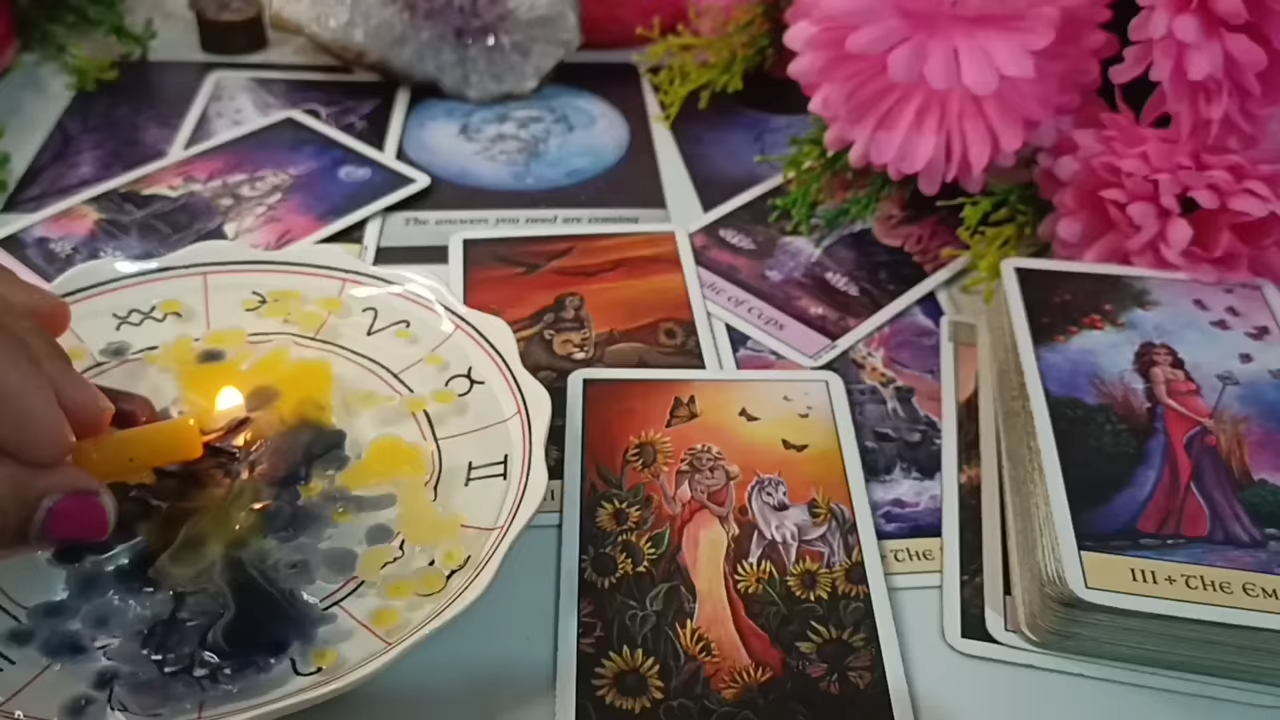 The answers you need are coming
of Cups
THE
III + THE EM